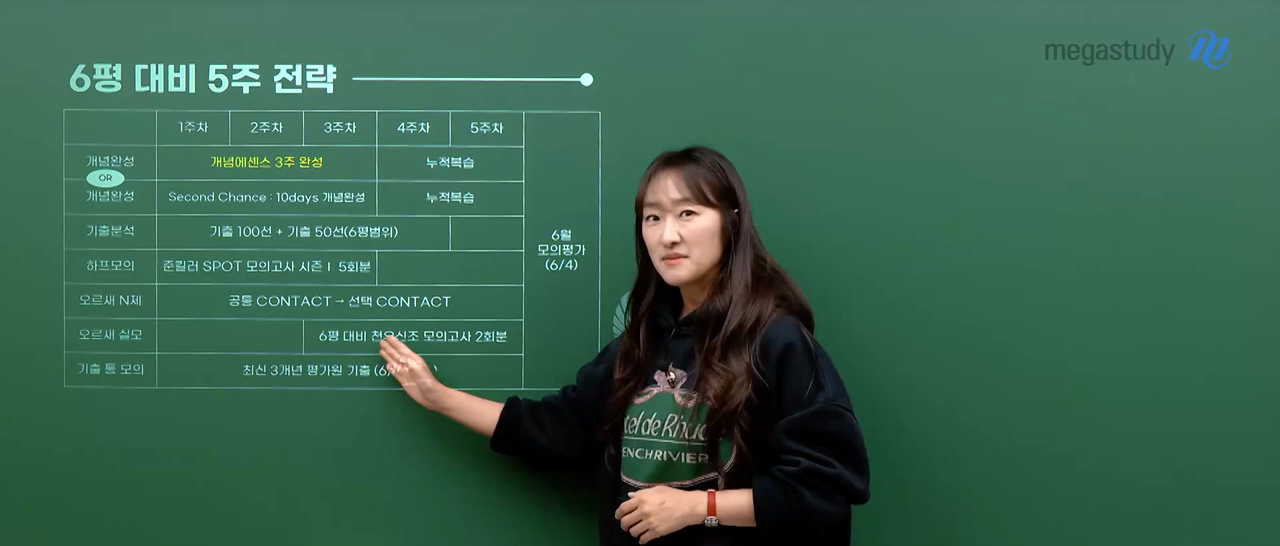 megastudy
6평 대비 5주 전략
1주차 2주차 3주차 4주차 5주차
개념완성 개념에센스 3주 완성 누적복습
OR
개념완성 Second Chance : 10days 개념완성 누적복습
기출분석 기출 100선 + 기출 50선(6평범위)
하프모의 준킬러 SPOT 모의고사 시즌 I 5회분
오르새 N제 공통 CONTACT → 선택 CONTACT
오르새 실모 6평 대비 모의고사 2회분
기출 통 모의 최신 3개년 평가원 기출
6월
모의평가
(6/4)
tel de Rhu
ENCHRIVIER